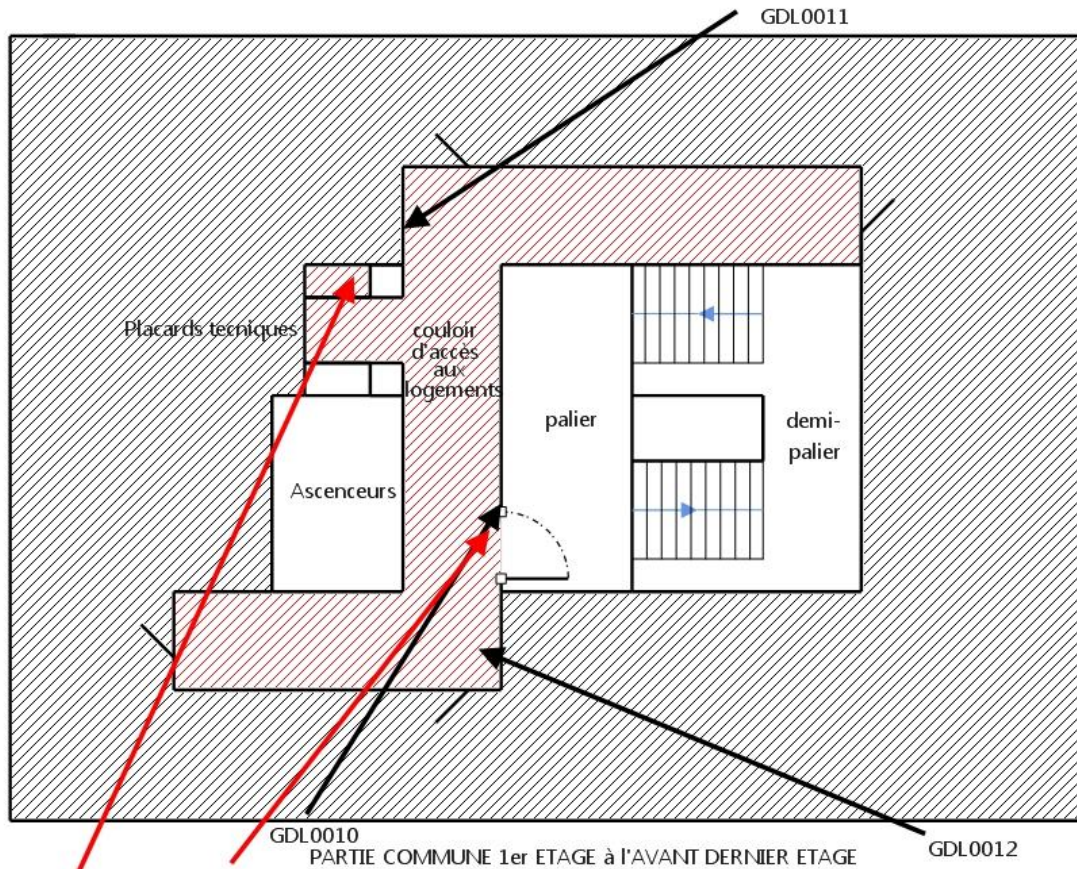 GDL0011
Placards tecniques
couloir
d'accès
aux
logements
palier
demi-
palier
Ascenceurs
GDL0010
PARTIE COMMUNE 1er ETAGE à l'AVANT DERNIER ETAGE
GDL0012